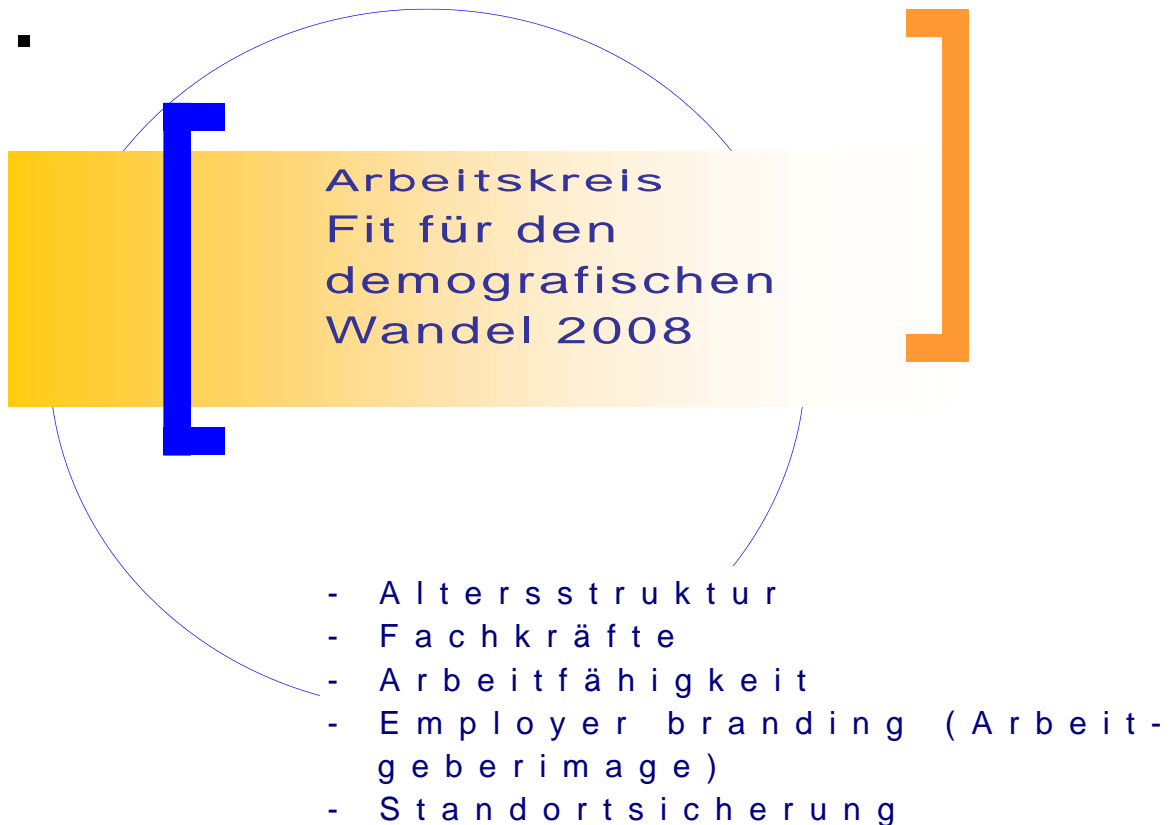 Arbeitskreis
Fit für den
demografischen
Wandel 2008
- Altersstruktur
- Fachkräfte
- Arbeitfähigkeit
- Employer branding (Arbeit-
geberimage)
- Standortsicherung